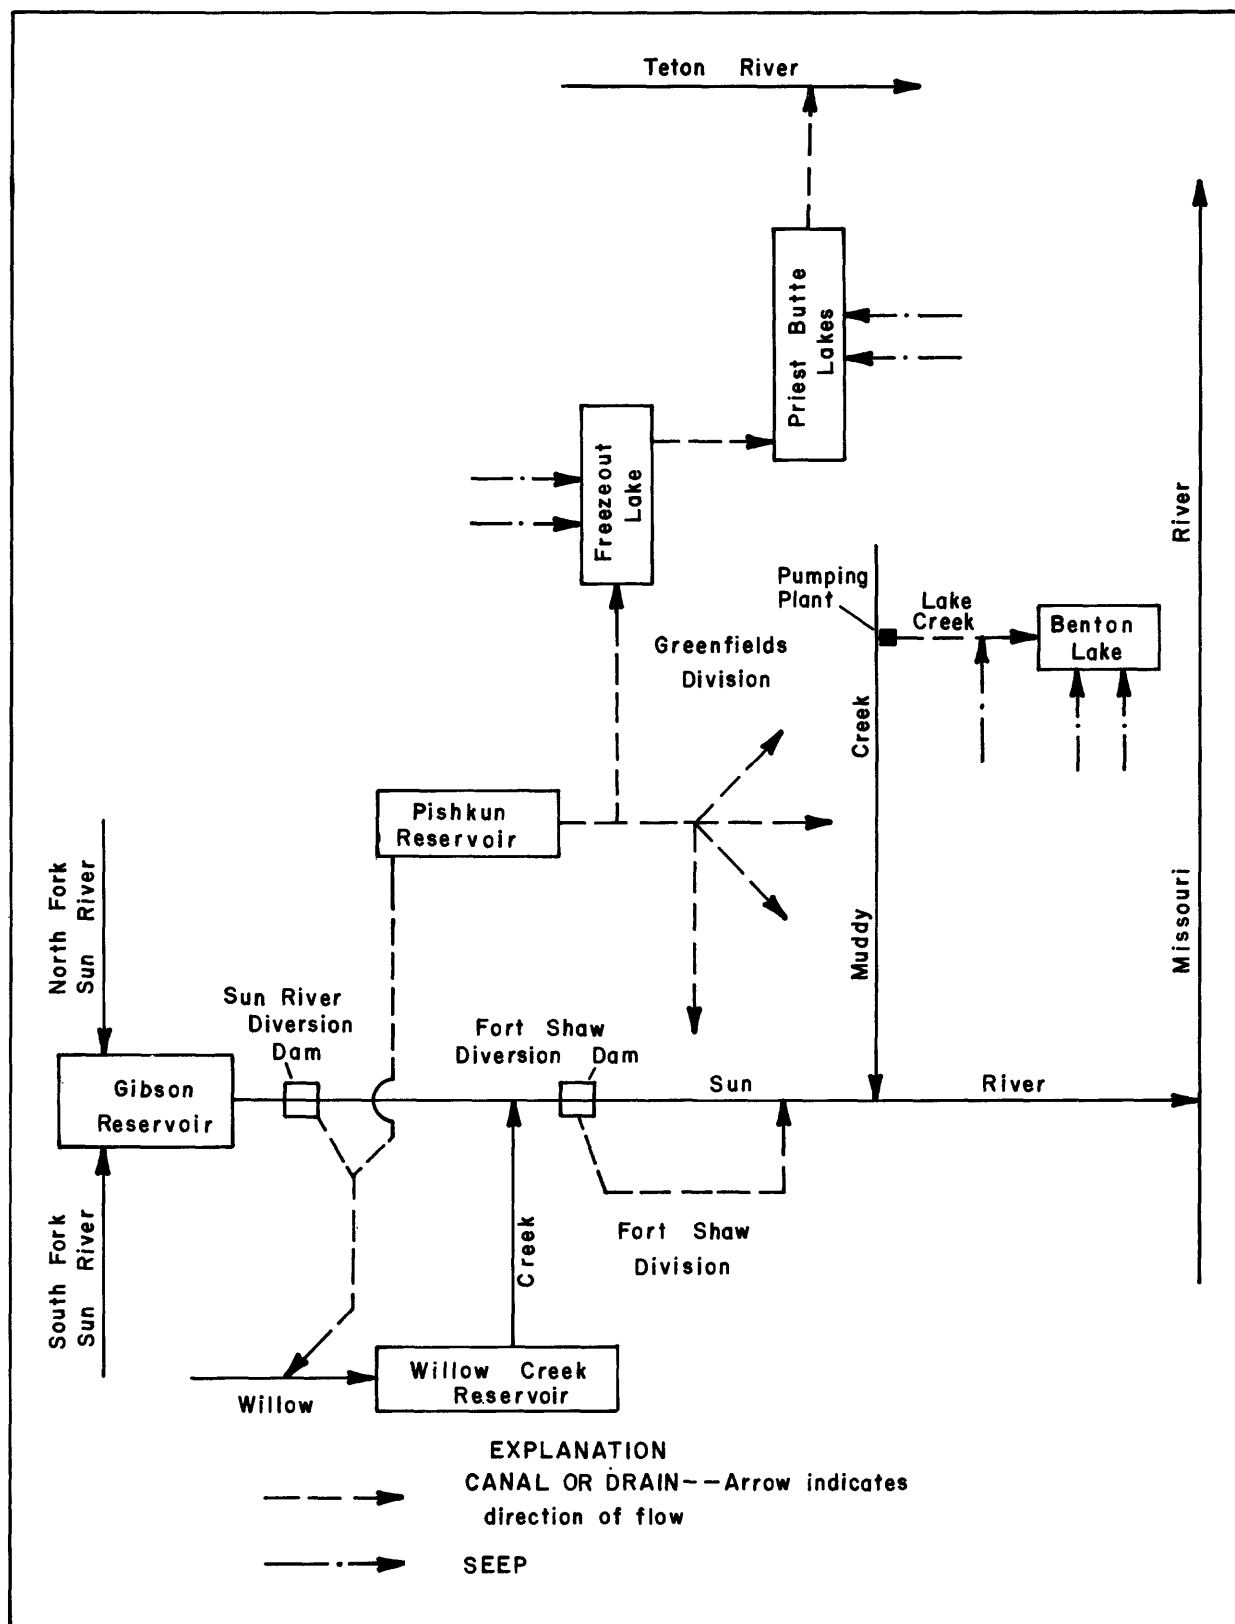 Teton River
Priest Butte
Lakes
Freezeout
Lake
River
Pumping
Plant
Lake
Creek
Benton
Lake
Greenfields
Division
Creek
Pishkun
Reservoir
North Fork
Sun River
Muddy
Missouri
Sun River
Diversion
Dam
Fort Shaw
Diversion Dam
Gibson
Reservoir
Sun River
South Fork
Sun River
Creek
Fort Shaw
Division
Willow
Willow Creek
Reservoir
EXPLANATION
CANAL OR DRAIN--Arrow indicates
direction of flow
SEEP